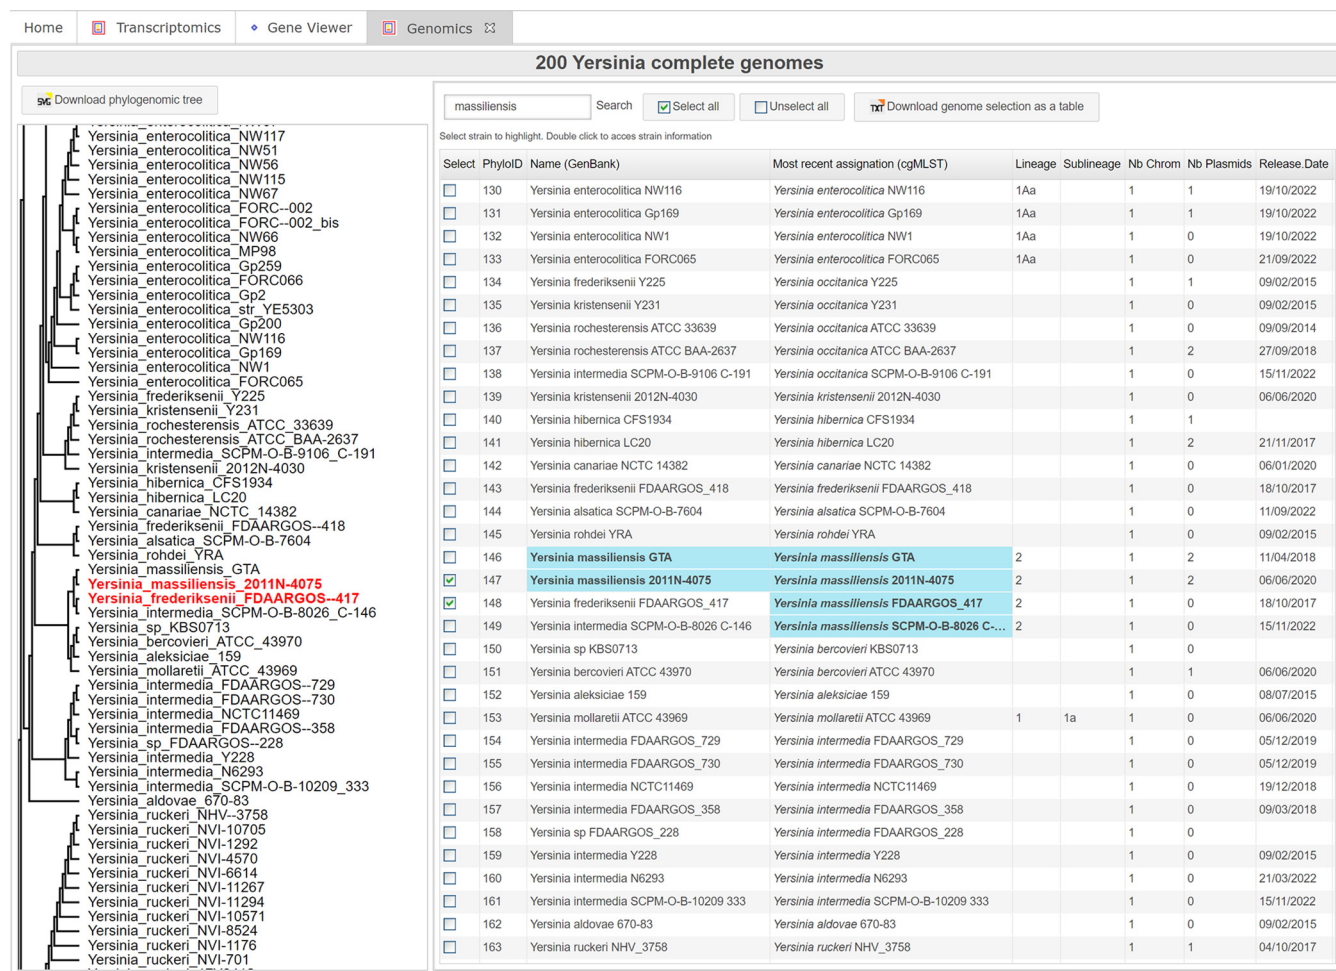 Home
Transcriptomics
Gene Viewer
Genomics
200 Yersinia complete genomes
SVG Download phylogenomic tree
Yersinia_enterocolitica_NW117
Yersinia_enterocolitica_NW51
Yersinia_enterocolitica_NW56
Yersinia_enterocolitica_NW115
Yersinia_enterocolitica_NW67
Yersinia_enterocolitica_FORC--002
Yersinia_enterocolitica_FORC--002_bis
Yersinia_enterocolitica_NW66
Yersinia_enterocolitica_MP98
Yersinia_enterocolitica_Gp259
Yersinia_enterocolitica_FORC066
Yersinia_enterocolitica_Gp2
Yersinia_enterocolitica_str_YE5303
Yersinia_enterocolitica_Gp200
Yersinia_enterocolitica_NW116
Yersinia_enterocolitica_Gp169
Yersinia_enterocolitica_NW1
Yersinia_enterocolitica_FORC065
Yersinia_frederiksenii_Y225
Yersinia_kristensenii_Y231
Yersinia_rochesterensis_ATCC_33639
Yersinia_rochesterensis_ATCC_BAA-2637
Yersinia_intermedia_SCPM-O-B-9106_C-191
Yersinia_kristensenii_2012N-4030
Yersinia_hibernica_CFS1934
Yersinia_hibernica_LC20
Yersinia_canariae_NCTC_14382
Yersinia_frederiksenii_FDAARGOS--418
Yersinia_alsatica_SCPM-O-B-7604
Yersinia_rohdei_YRA
Yersinia_massiliensis_GTA
Yersinia_massiliensis_2011N-4075
Yersinia_frederiksenii_FDAARGOS--417
Yersinia_intermedia_SCPM-O-B-8026_C-146
Yersinia_sp_KBS0713
Yersinia_bercovieri_ATCC_43970
Yersinia_aleksiciae_159
Yersinia_mollaretii_ATCC_43969
Yersinia_intermedia_FDAARGOS--729
Yersinia_intermedia_FDAARGOS--730
Yersinia_intermedia_NCTC11469
Yersinia_intermedia_FDAARGOS--358
Yersinia_sp_FDAARGOS--228
Yersinia_intermedia_Y228
Yersinia_intermedia_N6293
Yersinia_intermedia_SCPM-O-B-10209_333
Yersinia_aldovae_670-83
Yersinia_ruckeri_NHV--3758
Yersinia_ruckeri_NVI-10705
Yersinia_ruckeri_NVI-1292
Yersinia_ruckeri_NVI-4570
Yersinia_ruckeri_NVI-6614
Yersinia_ruckeri_NVI-11267
Yersinia_ruckeri_NVI-11294
Yersinia_ruckeri_NVI-10571
Yersinia_ruckeri_NVI-8524
Yersinia_ruckeri_NVI-1176
Yersinia_ruckeri_NVI-701
massiliensis Search Select all Unselect all TXT Download genome selection as a table
Select strain to highlight. Double click to acces strain information
Select PhyloID Name (GenBank) Most recent assignation (cgMLST) Lineage Sublineage Nb Chrom Nb Plasmids Release.Date
130 Yersinia enterocolitica NW116 Yersinia enterocolitica NW116 1Aa 1 1 19/10/2022
131 Yersinia enterocolitica Gp169 Yersinia enterocolitica Gp169 1Aa 1 1 19/10/2022
132 Yersinia enterocolitica NW1 Yersinia enterocolitica NW1 1Aa 1 0 19/10/2022
133 Yersinia enterocolitica FORC065 Yersinia enterocolitica FORC065 1Aa 1 0 21/09/2022
134 Yersinia frederiksenii Y225 Yersinia occitanica Y225 1 1 09/02/2015
135 Yersinia kristensenii Y231 Yersinia occitanica Y231 1 0 09/02/2015
136 Yersinia rochesterensis ATCC 33639 Yersinia occitanica ATCC 33639 1 0 09/09/2014
137 Yersinia rochesterensis ATCC BAA-2637 Yersinia occitanica ATCC BAA-2637 1 2 27/09/2018
138 Yersinia intermedia SCPM-O-B-9106 C-191 Yersinia occitanica SCPM-O-B-9106 C-191 1 0 15/11/2022
139 Yersinia kristensenii 2012N-4030 Yersinia kristensenii 2012N-4030 1 0 06/06/2020
140 Yersinia hibernica CFS1934 Yersinia hibernica CFS1934 1 1
141 Yersinia hibernica LC20 Yersinia hibernica LC20 1 2 21/11/2017
142 Yersinia canariae NCTC 14382 Yersinia canariae NCTC 14382 1 0 06/01/2020
143 Yersinia frederiksenii FDAARGOS_418 Yersinia frederiksenii FDAARGOS_418 1 0 18/10/2017
144 Yersinia alsatica SCPM-O-B-7604 Yersinia alsatica SCPM-O-B-7604 1 0 11/09/2022
145 Yersinia rohdei YRA Yersinia rohdei YRA 1 0 09/02/2015
146 Yersinia massiliensis GTA Yersinia massiliensis GTA 2 1 2 11/04/2018
147 Yersinia massiliensis 2011N-4075 Yersinia massiliensis 2011N-4075 2 1 2 06/06/2020
148 Yersinia frederiksenii FDAARGOS_417 Yersinia massiliensis FDAARGOS_417 2 1 0 18/10/2017
149 Yersinia intermedia SCPM-O-B-8026 C-146 Yersinia massiliensis SCPM-O-B-8026 C-... 2 1 0 15/11/2022
150 Yersinia sp KBS0713 Yersinia bercovieri KBS0713 1 0
151 Yersinia bercovieri ATCC 43970 Yersinia bercovieri ATCC 43970 1 1 06/06/2020
152 Yersinia aleksiciae 159 Yersinia aleksiciae 159 1 0 08/07/2015
153 Yersinia mollaretii ATCC 43969 Yersinia mollaretii ATCC 43969 1 1a 1 0 06/06/2020
154 Yersinia intermedia FDAARGOS_729 Yersinia intermedia FDAARGOS_729 1 0 05/12/2019
155 Yersinia intermedia FDAARGOS_730 Yersinia intermedia FDAARGOS_730 1 0 05/12/2019
156 Yersinia intermedia NCTC11469 Yersinia intermedia NCTC11469 1 0 19/12/2018
157 Yersinia intermedia FDAARGOS_358 Yersinia intermedia FDAARGOS_358 1 0 09/03/2018
158 Yersinia sp FDAARGOS_228 Yersinia intermedia FDAARGOS_228 1 0
159 Yersinia intermedia Y228 Yersinia intermedia Y228 1 0 09/02/2015
160 Yersinia intermedia N6293 Yersinia intermedia N6293 1 0 21/03/2022
161 Yersinia intermedia SCPM-O-B-10209 333 Yersinia intermedia SCPM-O-B-10209 333 1 0 15/11/2022
162 Yersinia aldovae 670-83 Yersinia aldovae 670-83 1 0 09/02/2015
163 Yersinia ruckeri NHV_3758 Yersinia ruckeri NHV_3758 1 1 04/10/2017